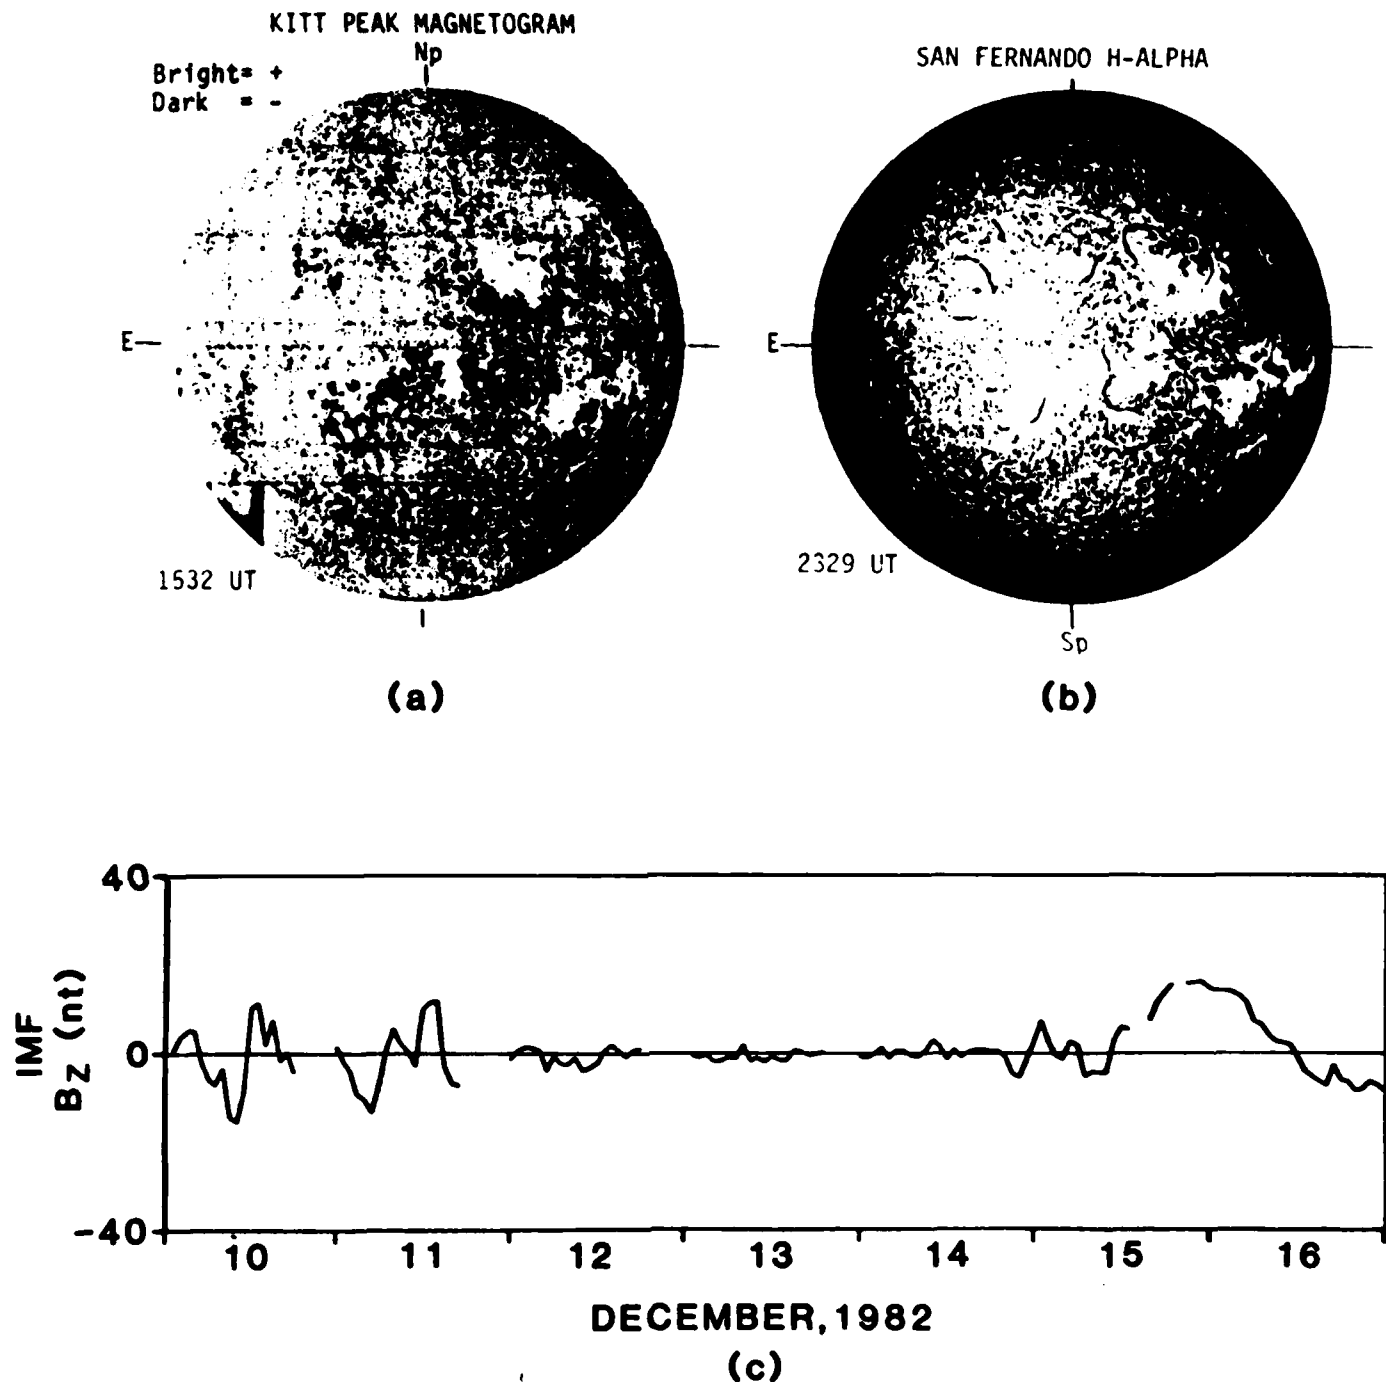 KITT PEAK MAGNETOGRAM
Np
Bright= +
Dark = -
E
1532 UT
(a)
SAN FERNANDO H-ALPHA
E
2329 UT
Sp
(b)
40
0
-40
IMF
Bz (nt)
10 11 12 13 14 15 16
DECEMBER, 1982
(c)